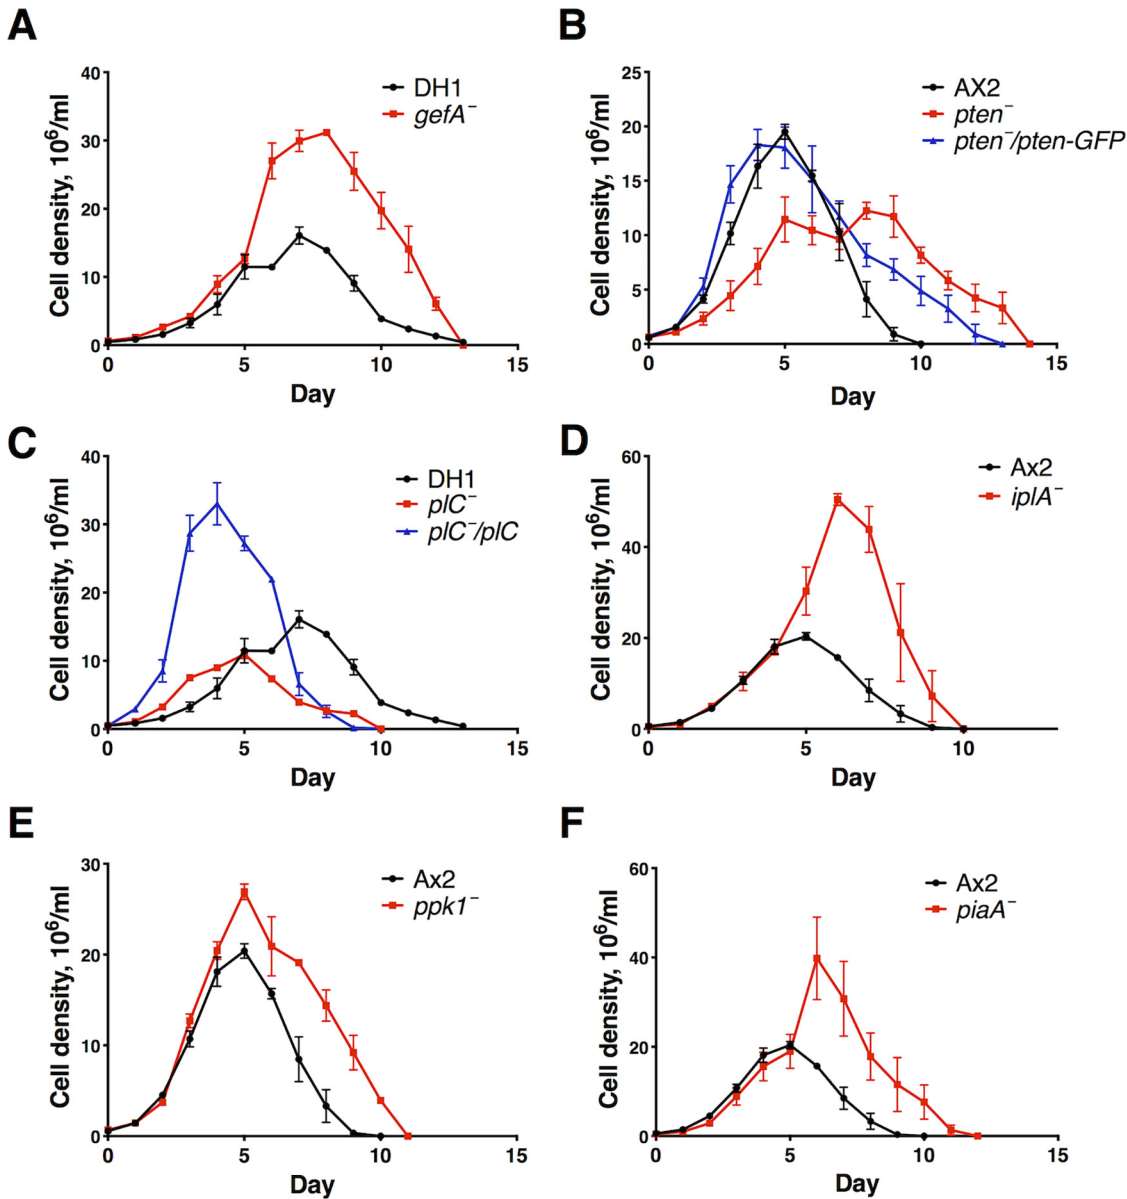 A
Cell density, 10⁶/ml
40
30
20
10
0
0 5 10 15
Day
DH1
gefA⁻
B
Cell density, 10⁶/ml
25
20
15
10
5
0
0 5 10 15
Day
AX2
pten⁻
pten⁻/pten-GFP
C
Cell density, 10⁶/ml
40
30
20
10
0
0 5 10 15
Day
DH1
plC⁻
plC⁻/plC
D
Cell density, 10⁶/ml
60
40
20
0
0 5 10
Day
Ax2
iplA⁻
E
Cell density, 10⁶/ml
30
20
10
0
0 5 10 15
Day
Ax2
ppk1⁻
F
Cell density, 10⁶/ml
60
40
20
0
0 5 10 15
Day
Ax2
piaA⁻